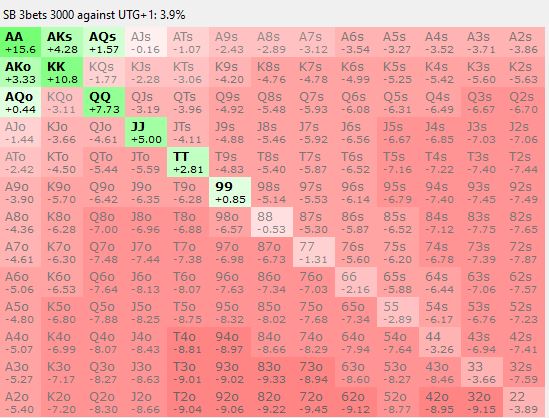 SB 3bets 3000 against UTG+1: 3.9%
AA AKs AQs AJs ATs A9s A8s A7s A6s A5s A4s A3s A2s
+15.6 +4.28 +1.57 -0.16 -1.07 -2.43 -2.89 -3.12 -3.54 -3.27 -3.52 -3.71 -3.86
AKo KK KQs KJs KTs K9s K8s K7s K6s K5s K4s K3s K2s
+3.33 +10.8 -1.77 -2.28 -3.06 -4.20 -4.76 -4.78 -4.99 -5.25 -5.42 -5.60 -5.63
AQo KQo QQ QJs QTs Q9s Q8s Q7s Q6s Q5s Q4s Q3s Q2s
+0.44 -3.11 +7.73 -3.19 -3.96 -4.92 -5.48 -5.93 -6.08 -6.31 -6.49 -6.67 -6.70
AJo KJo QJo JJ JTs J9s J8s J7s J6s J5s J4s J3s J2s
-1.44 -3.66 -4.61 +5.00 -4.11 -4.88 -5.46 -5.92 -6.56 -6.67 -6.85 -7.03 -7.06
ATo KTo QTo JTo TT T9s T8s T7s T6s T5s T4s T3s T2s
-2.42 -4.50 -5.44 -5.59 +2.81 -4.83 -5.40 -5.87 -6.52 -7.16 -7.22 -7.40 -7.44
A9o K9o Q9o J9o T9o 99 98s 97s 96s 95s 94s 93s 92s
-3.90 -5.70 -6.42 -6.35 -6.28 +0.85 -5.14 -5.53 -6.14 -6.79 -7.40 -7.45 -7.49
A8o K8o Q8o J8o T8o 98o 88 87s 86s 85s 84s 83s 82s
-4.36 -6.28 -7.00 -6.96 -6.88 -6.57 -0.53 -5.30 -5.87 -6.52 -7.12 -7.75 -7.65
A7o K7o Q7o J7o T7o 97o 87o 77 76s 75s 74s 73s 72s
-4.61 -6.30 -7.48 -7.44 -7.38 -6.98 -6.73 -1.31 -5.60 -6.20 -6.78 -7.39 -7.87
A6o K6o Q6o J6o T6o 96o 86o 76o 66 65s 64s 63s 62s
-5.06 -6.53 -7.64 -8.13 -8.07 -7.63 -7.34 -7.03 -2.16 -5.88 -6.44 -7.06 -7.57
A5o K5o Q5o J5o T5o 95o 85o 75o 65o 55 54s 53s 52s
-4.80 -6.80 -7.88 -8.25 -8.75 -8.32 -8.02 -7.68 -7.34 -2.89 -6.17 -6.76 -7.23
A4o K4o Q4o J4o T4o 94o 84o 74o 64o 54o 44 43s 42s
-5.07 -6.99 -8.07 -8.43 -8.81 -8.97 -8.66 -8.29 -7.94 -7.64 -3.26 -6.94 -7.41
A3o K3o Q3o J3o T3o 93o 83o 73o 63o 53o 43o 33 32s
-5.27 -7.17 -8.27 -8.63 -9.01 -9.02 -9.33 -8.94 -8.60 -8.27 -8.46 -3.66 -7.59
A2o K2o Q2o J2o T2o 92o 82o 72o 62o 52o 42o 32o 22
-5.40 -7.20 -8.30 -8.66 -9.04 -9.06 -9.22 -9.45 -9.12 -8.77 -8.95 -9.15 -3.89